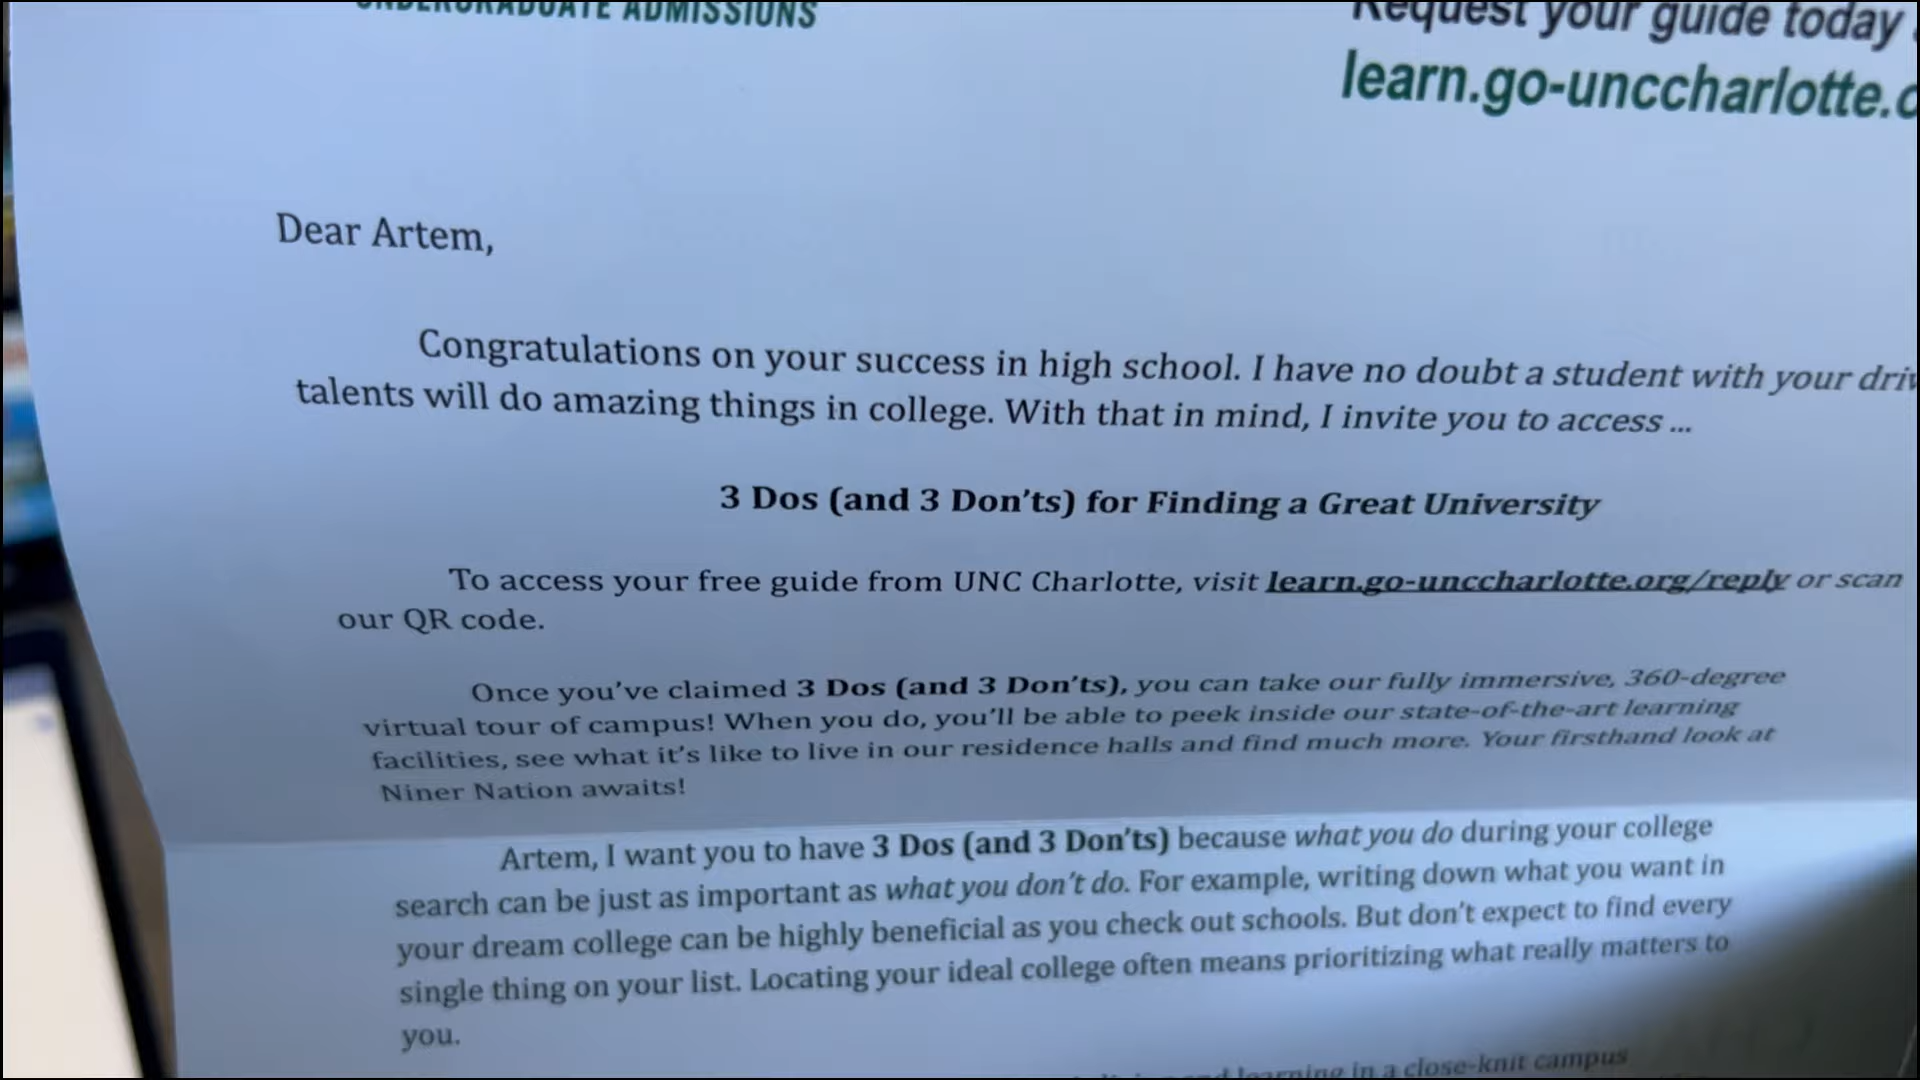 UNDERGRADUATE ADMISSIONS
Request your guide today
learn.go-unccharlotte.
Dear Artem,
Congratulations on your success in high school. I have no doubt a student with your
talents will do amazing things in college. With that in mind, I invite you to access ...
3 Dos (and 3 Don'ts) for Finding a Great University
To access your free guide from UNC Charlotte, visit learn.go-unccharlotte.org/reply or scan
our QR code.
Once you've claimed 3 Dos (and 3 Don'ts), you can take our fully immersive, 360-degree
virtual tour of campus! When you do, you'll be able to peek inside our state-of-the-art learning
facilities, see what it's like to live in our residence halls and find much more. Your firsthand look at
Niner Nation awaits!
Artem, I want you to have 3 Dos (and 3 Don'ts) because what you do during your college
search can be just as important as what you don't do. For example, writing down what you want in
your dream college can be highly beneficial as you check out schools. But don't expect to find every
single thing on your list. Locating your ideal college often means prioritizing what really matters to
you.
learning in a close-knit campus